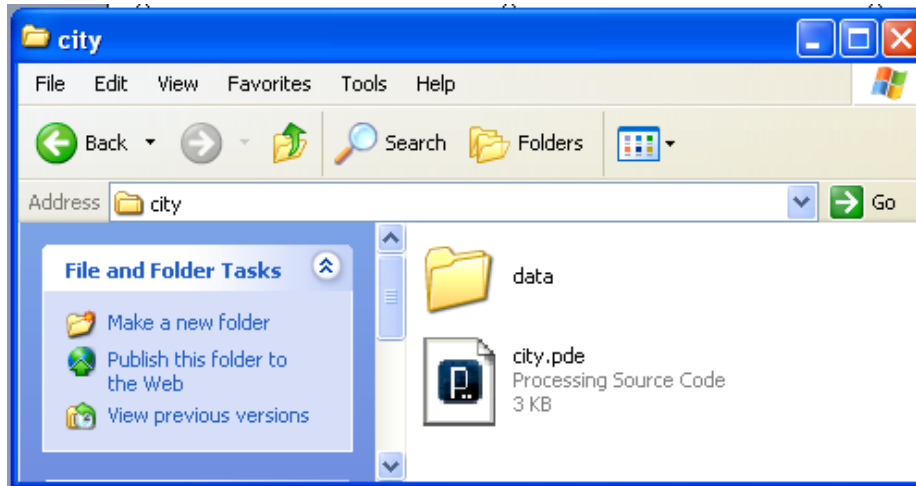 city
File Edit View Favorites Tools Help
Back Search Folders
Address city Go
File and Folder Tasks
Make a new folder
Publish this folder to
the Web
View previous versions
data
city.pde
Processing Source Code
3 KB